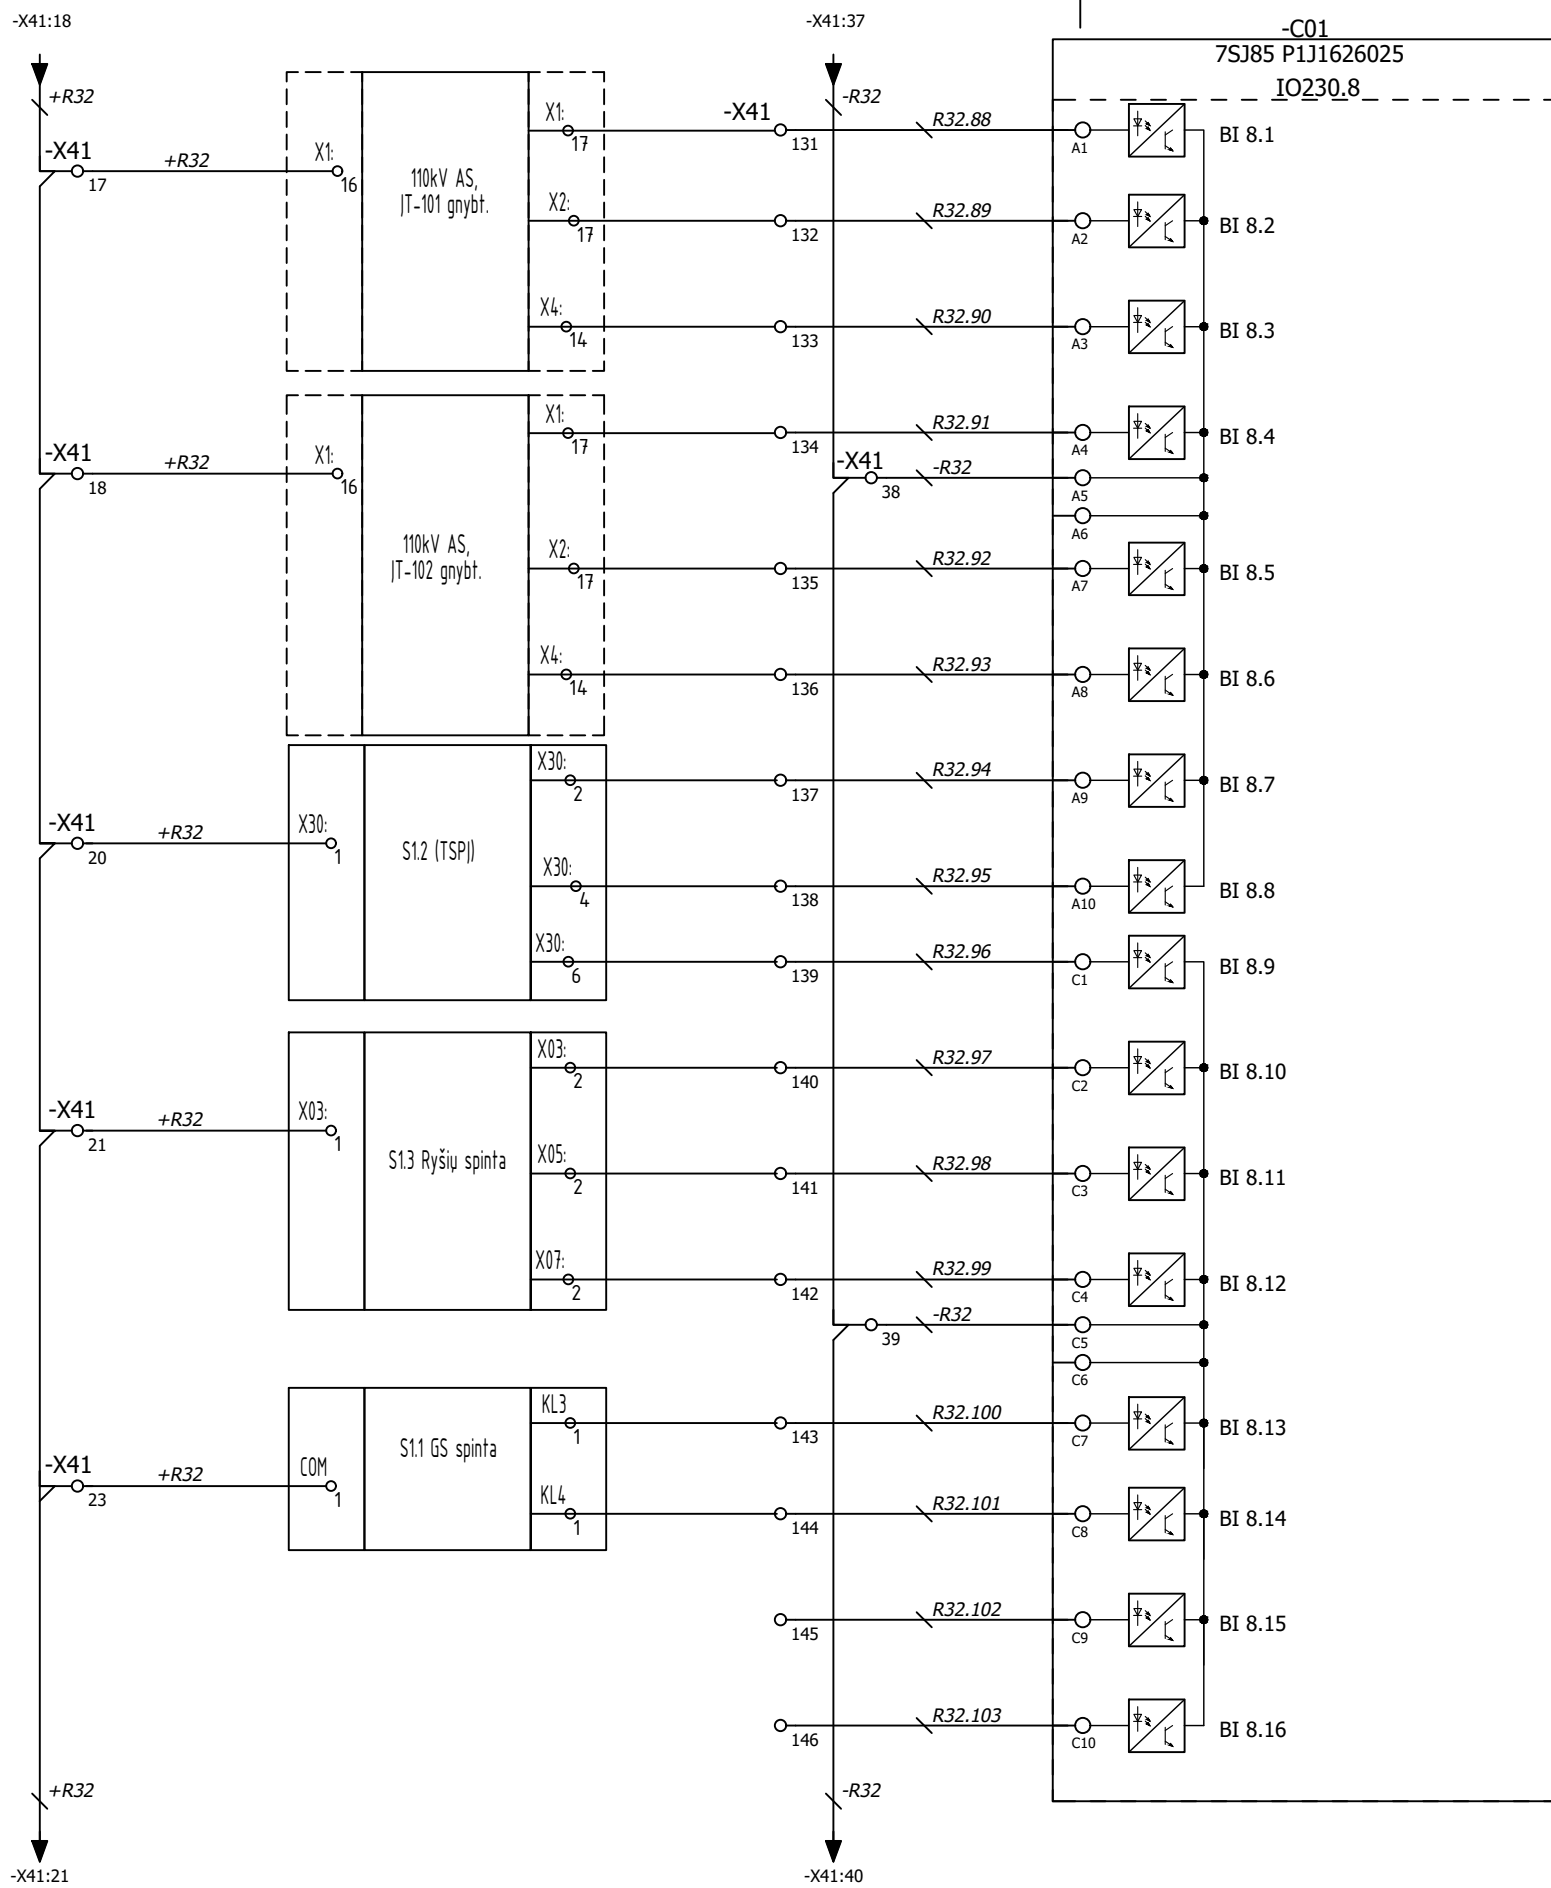 -X41:18
-X41:37
-C01
7SJ85 P1J1626025
IO230.8
+R32
-R32
-X41
17
+R32
X1:
16
110kV AS,
JT-101 gnybt.
X1:
17
-X41
131
R32.88
A1
BI 8.1
X2:
17
132
R32.89
A2
BI 8.2
X4:
14
133
R32.90
A3
BI 8.3
-X41
18
+R32
X1:
16
110kV AS,
JT-102 gnybt.
X1:
17
134
R32.91
A4
BI 8.4
-X41
38
-R32
A5
A6
X2:
17
135
R32.92
A7
BI 8.5
X4:
14
136
R32.93
A8
BI 8.6
-X41
20
+R32
X30:
1
S1.2 (TSPĮ)
X30:
2
137
R32.94
A9
BI 8.7
X30:
4
138
R32.95
A10
BI 8.8
X30:
6
139
R32.96
C1
BI 8.9
-X41
21
+R32
X03:
1
S1.3 Ryšių spinta
X03:
2
140
R32.97
C2
BI 8.10
X05:
2
141
R32.98
C3
BI 8.11
X07:
2
142
R32.99
C4
BI 8.12
39
-R32
C5
C6
-X41
23
+R32
COM
1
S1.1 GS spinta
KL3
1
143
R32.100
C7
BI 8.13
KL4
1
144
R32.101
C8
BI 8.14
145
R32.102
C9
BI 8.15
146
R32.103
C10
BI 8.16
+R32
-R32
-X41:21
-X41:40